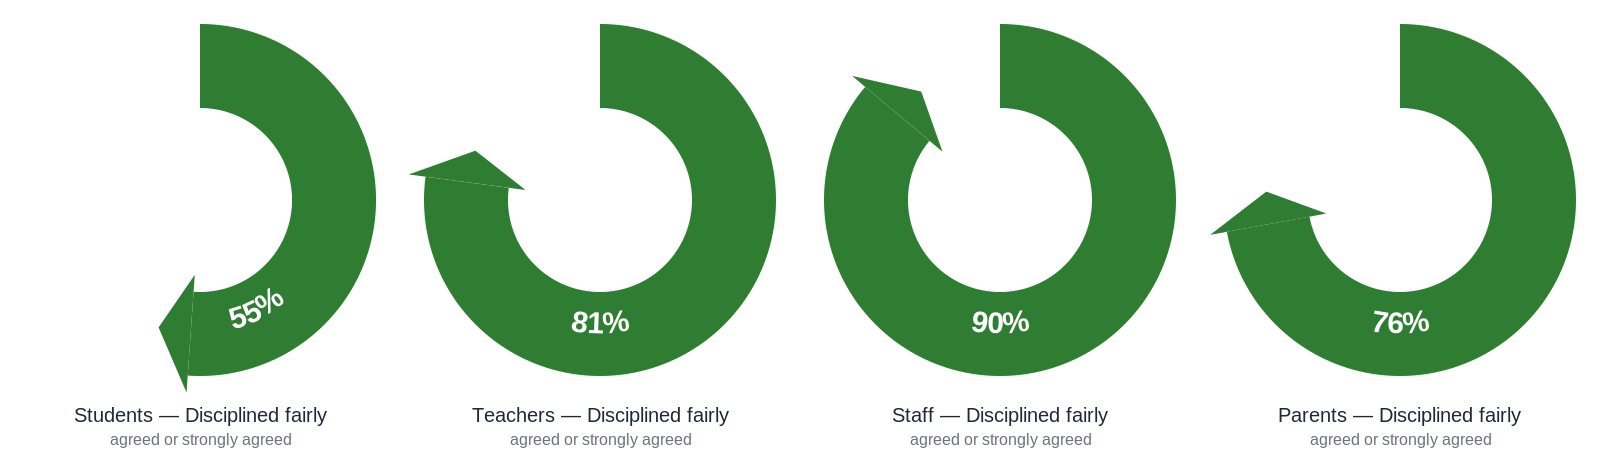 55%
81%
90%
76%
Students — Disciplined fairly
agreed or strongly agreed
Teachers — Disciplined fairly
agreed or strongly agreed
Staff — Disciplined fairly
agreed or strongly agreed
Parents — Disciplined fairly
agreed or strongly agreed